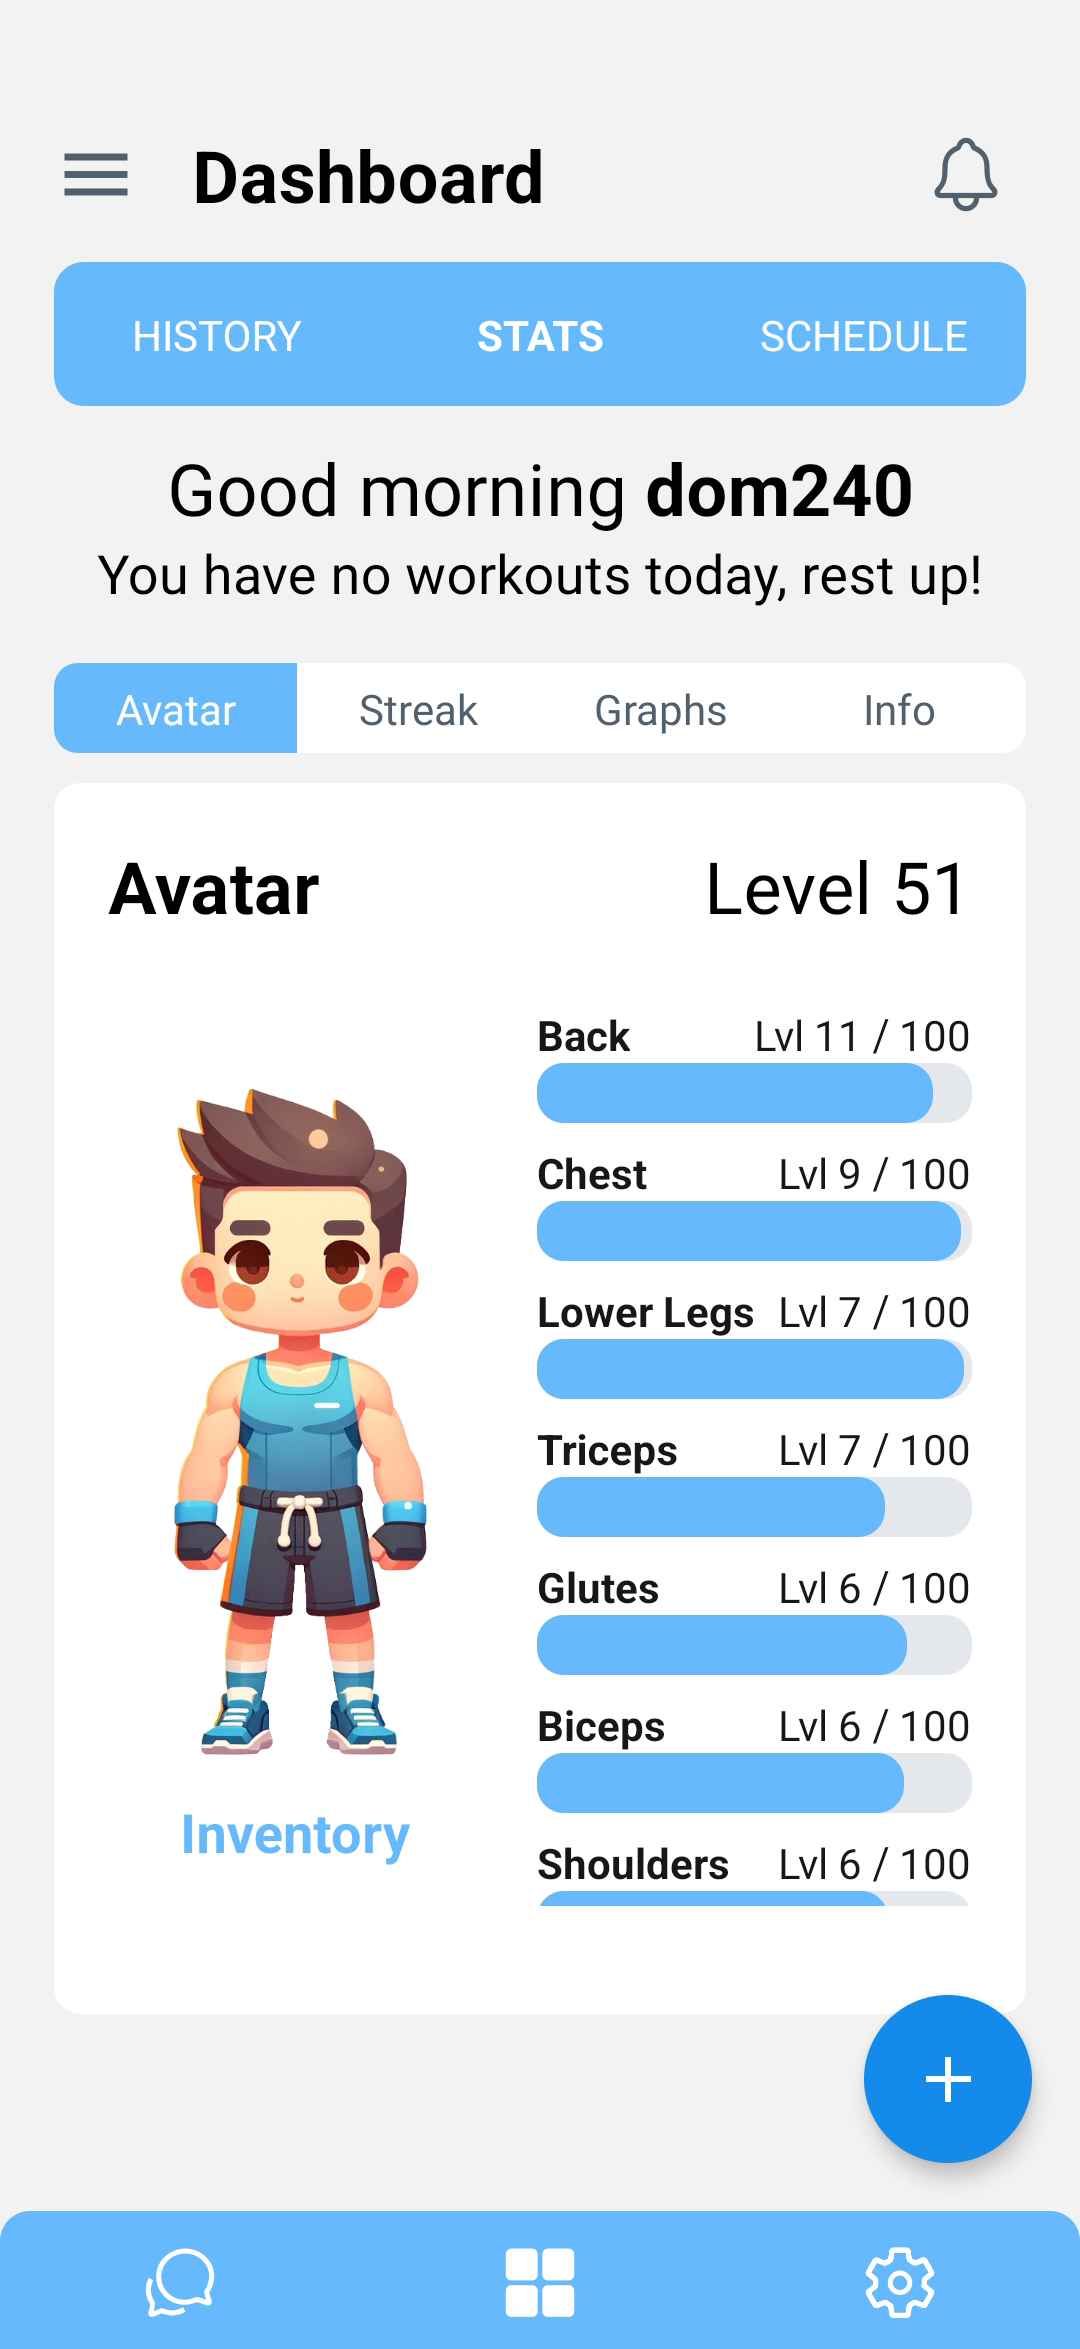 Dashboard
HISTORY STATS SCHEDULE
Good morning dom240
You have no workouts today, rest up!
Avatar Streak Graphs Info
Avatar Level 51
Back Lvl 11 / 100
Chest Lvl 9 / 100
Lower Legs Lvl 7 / 100
Triceps Lvl 7 / 100
Glutes Lvl 6 / 100
Biceps Lvl 6 / 100
Shoulders Lvl 6 / 100
Inventory